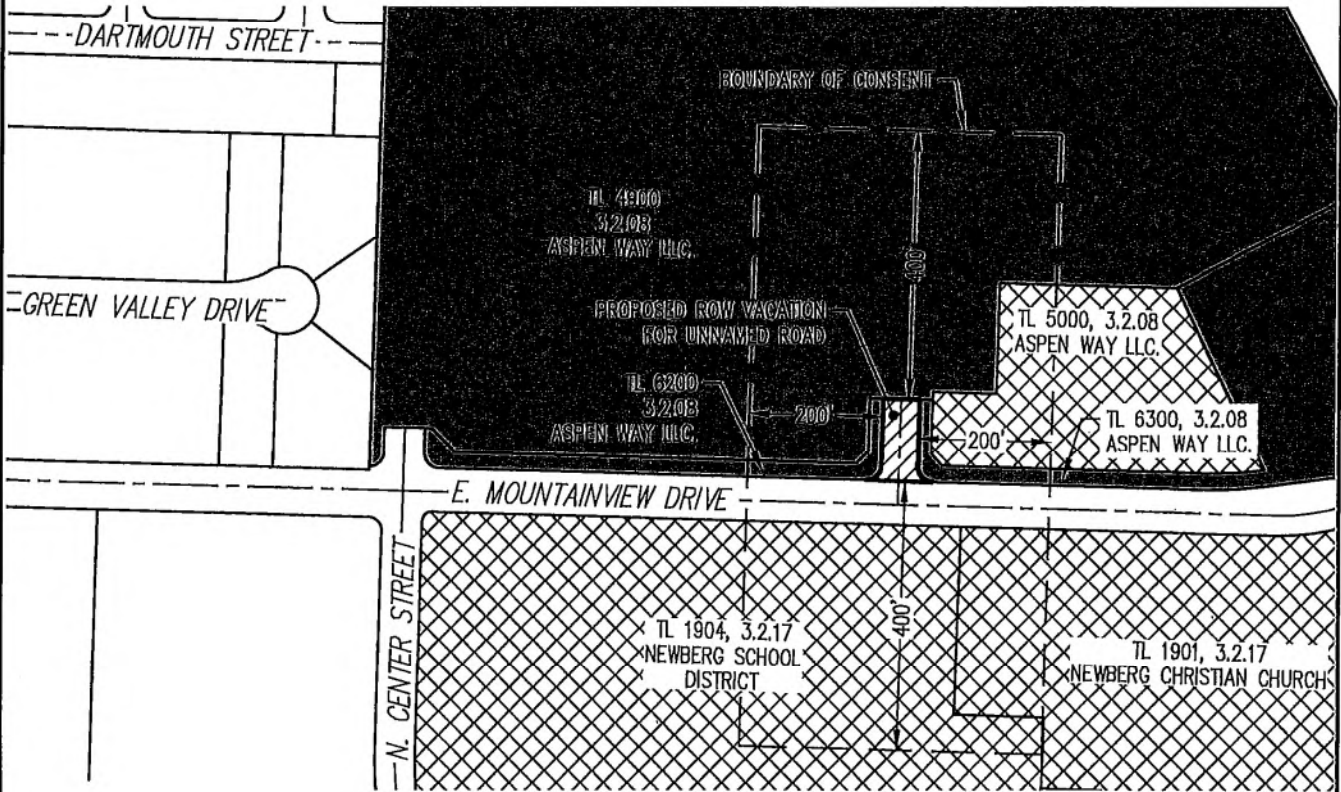 DARTMOUTH STREET
BOUNDARY OF CONSENT
TL 4900
3.2.08
ASPEN WAY LLC.
400'
GREEN VALLEY DRIVE
PROPOSED ROW VACATION
FOR UNNAMED ROAD
TL 5000, 3.2.08
ASPEN WAY LLC.
TL 6200
3.2.08
ASPEN WAY LLC.
200'
200'
TL 6300, 3.2.08
ASPEN WAY LLC.
E. MOUNTAINVIEW DRIVE
N. CENTER STREET
400'
TL 1904, 3.2.17
NEWBERG SCHOOL
DISTRICT
TL 1901, 3.2.17
NEWBERG CHRISTIAN CHURCH